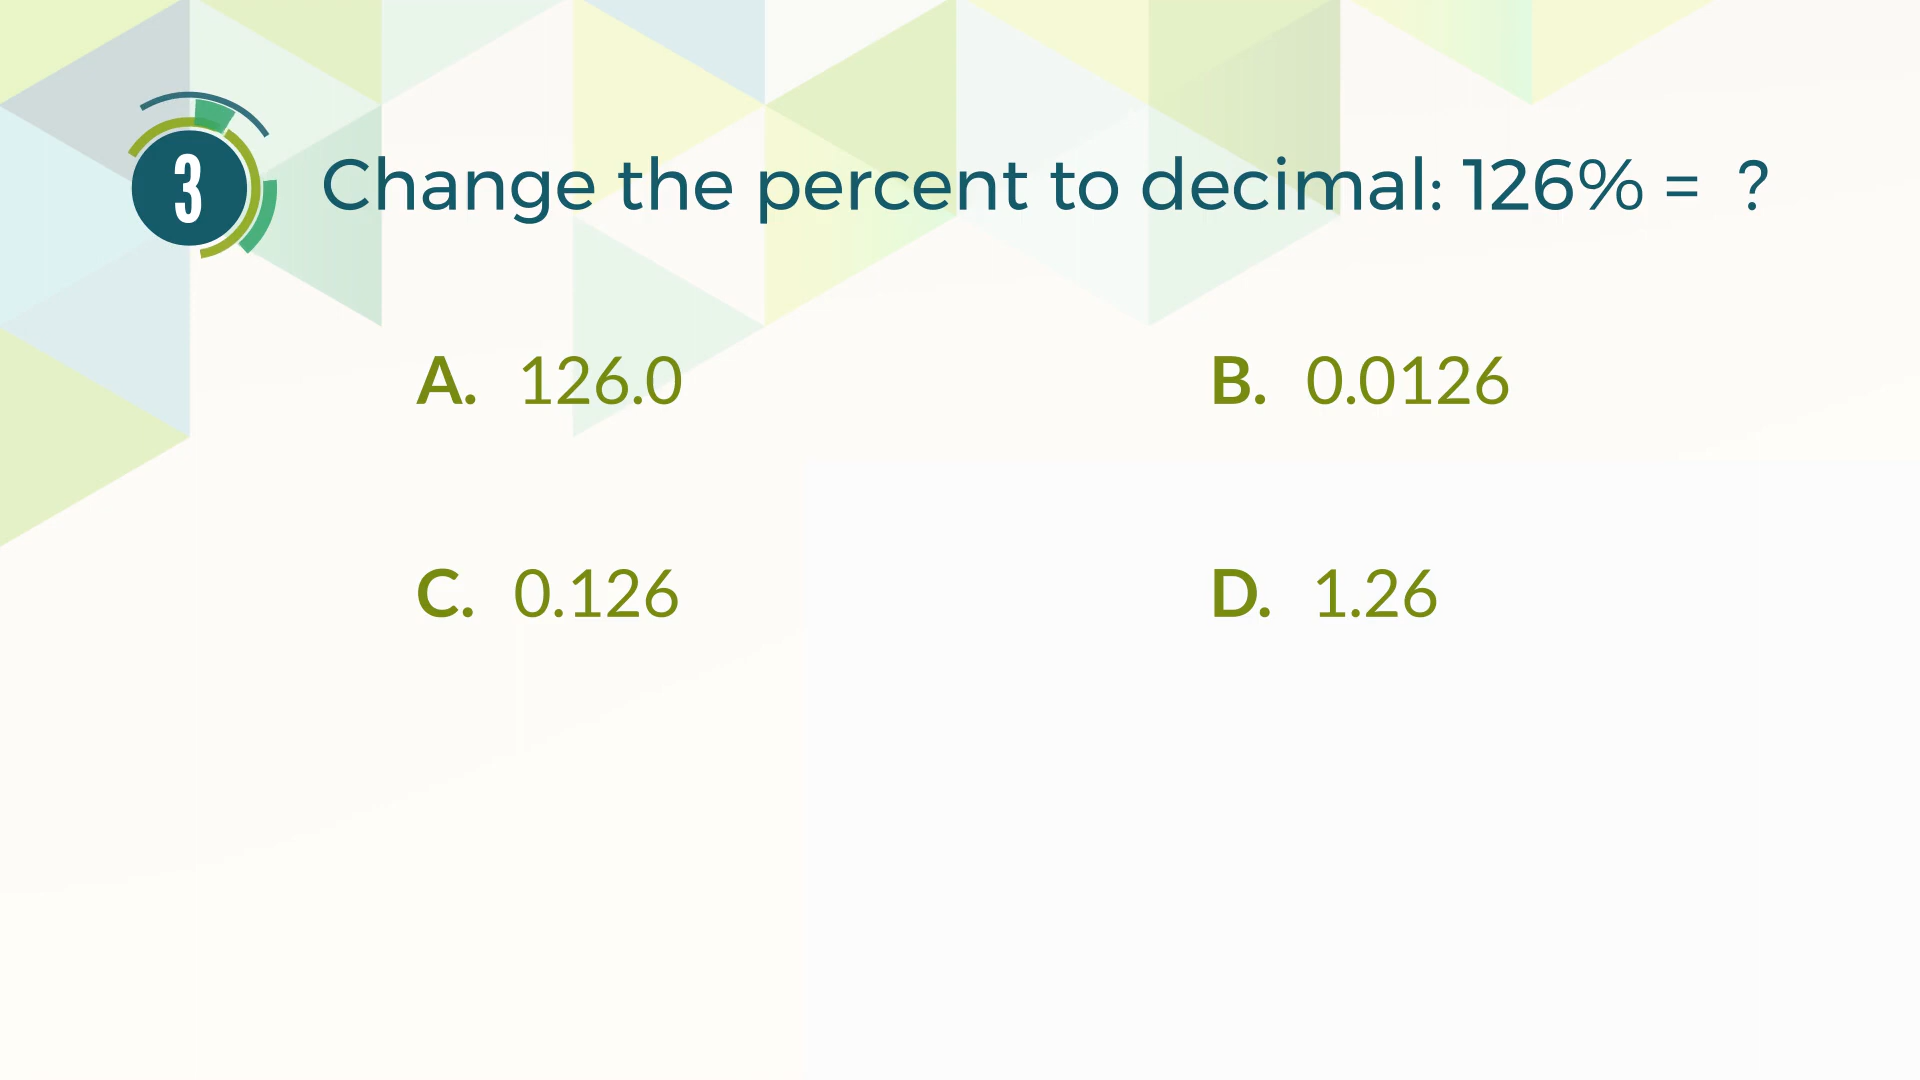 3 Change the percent to decimal: 126% = ?
A. 126.0 B. 0.0126
C. 0.126 D. 1.26